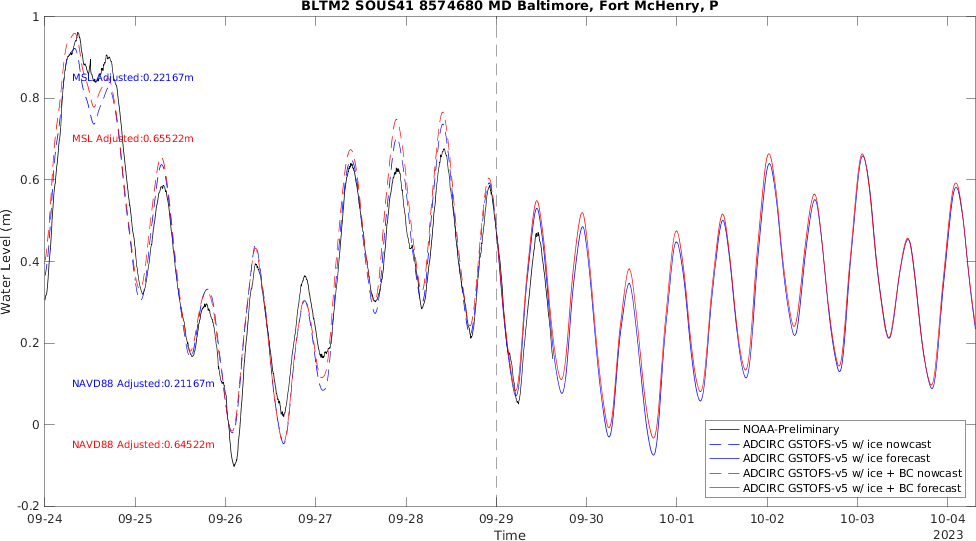 BLTM2 SOUS41 8574680 MD Baltimore, Fort McHenry, P
Water Level (m)
1
0.8
0.6
0.4
0.2
0
-0.2
MSL Adjusted:0.22167m
MSL Adjusted:0.65522m
NAVD88 Adjusted:0.21167m
NAVD88 Adjusted:0.64522m
NOAA-Preliminary
ADCIRC GSTOFS-v5 w/ ice nowcast
ADCIRC GSTOFS-v5 w/ ice forecast
ADCIRC GSTOFS-v5 w/ ice + BC nowcast
ADCIRC GSTOFS-v5 w/ ice + BC forecast
09-24 09-25 09-26 09-27 09-28 09-29 09-30 10-01 10-02 10-03 10-04
Time
2023